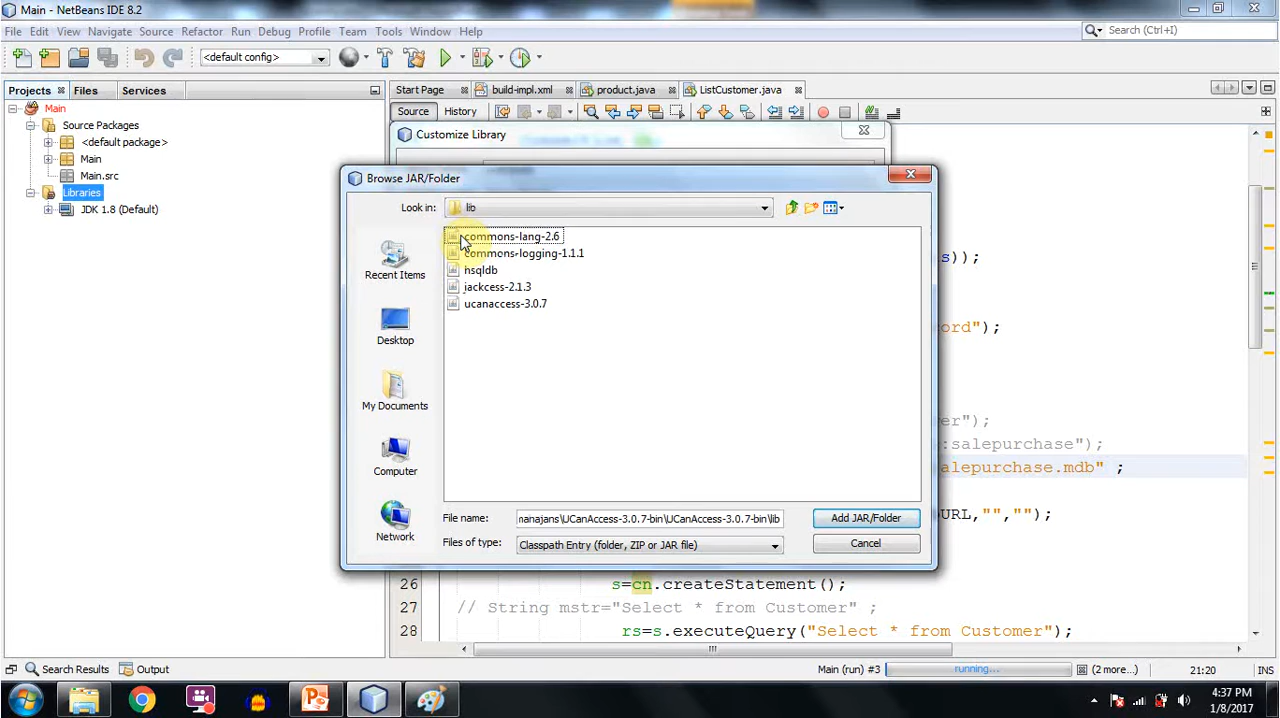 Main - NetBeans IDE 8.2
File Edit View Navigate Source Refactor Run Debug Profile Team Tools Window Help
Search (Ctrl+I)
<default config>
Projects Files Services
Start Page build-impl.xml product.java ListCustomer.java
Source History
Main
Source Packages
<default package>
Main
Main.src
Libraries
JDK 1.8 (Default)
Customize Library
Browse JAR/Folder
Look in: lib
commons-lang-2.6
commons-logging-1.1.1
hsqldb
jackcess-2.1.3
ucanaccess-3.0.7
Recent Items
Desktop
My Documents
Computer
Network
File name: nanajans\UCanAccess-3.0.7-bin\UCanAccess-3.0.7-bin\lib
Add JAR/Folder
Files of type: Classpath Entry (folder, ZIP or JAR file)
Cancel
s));
ord");
er");
:salepurchase");
alepurchase.mdb" ;
URL,"","");
26 s=cn.createStatement();
27 // String mstr="Select * from Customer" ;
28 rs=s.executeQuery("Select * from Customer");
Search Results Output
Main (run) #3 running... (2 more...) 21:20 INS
4:37 PM
1/8/2017